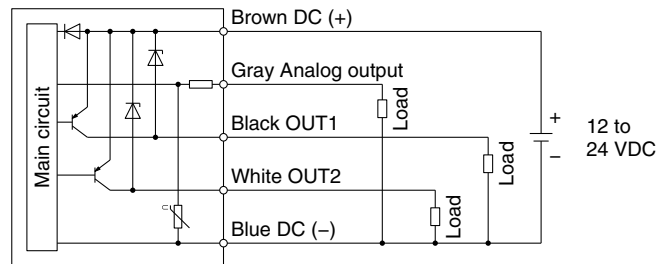 Brown DC (+)
Gray Analog output
Main circuit
Load
Black OUT1
+
12 to
24 VDC
−
Load
White OUT2
Load
Blue DC (−)